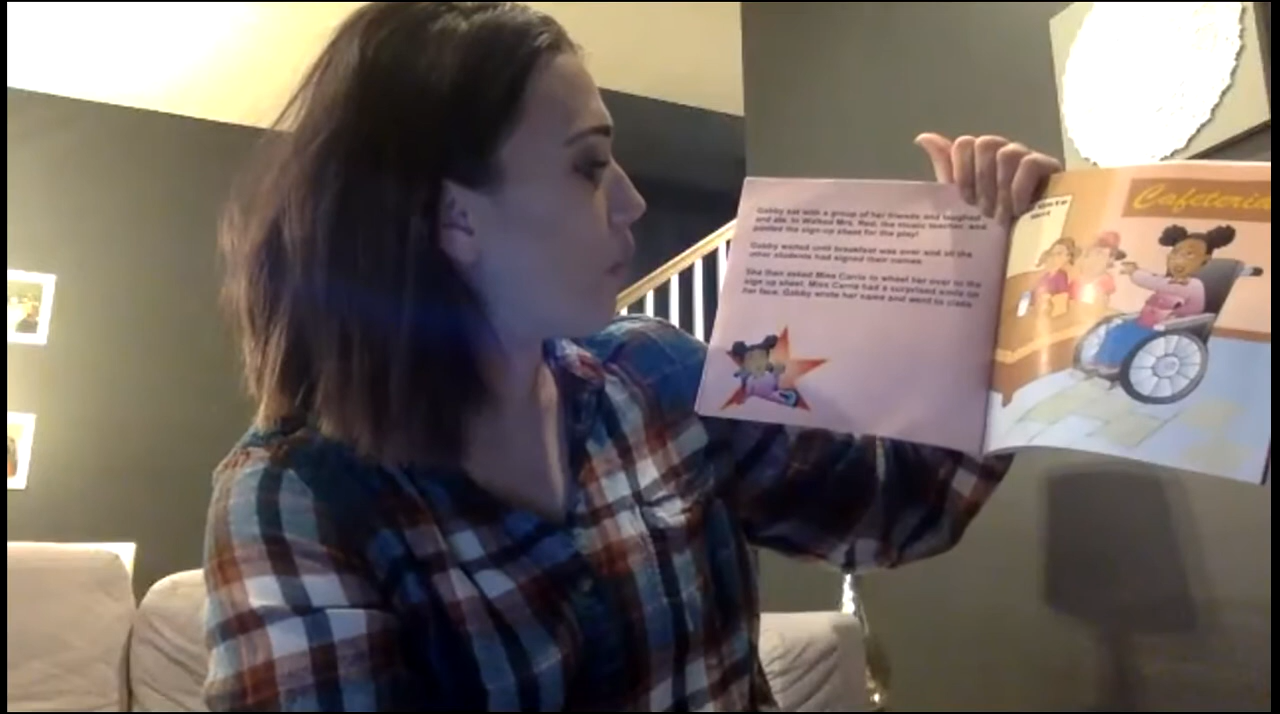 Gabby sat with a group of her friends and laughed
and ate. In Walked Mrs. Red, the music teacher, and
posted the sign-up sheet for the play!
Gabby waited until breakfast was over and all the
other students had signed their names.
She then asked Miss Carrie to wheel her over to the
sign up sheet. Miss Carrie had a surprised smile on
her face. Gabby wrote her name and went to class.
Cafeteria